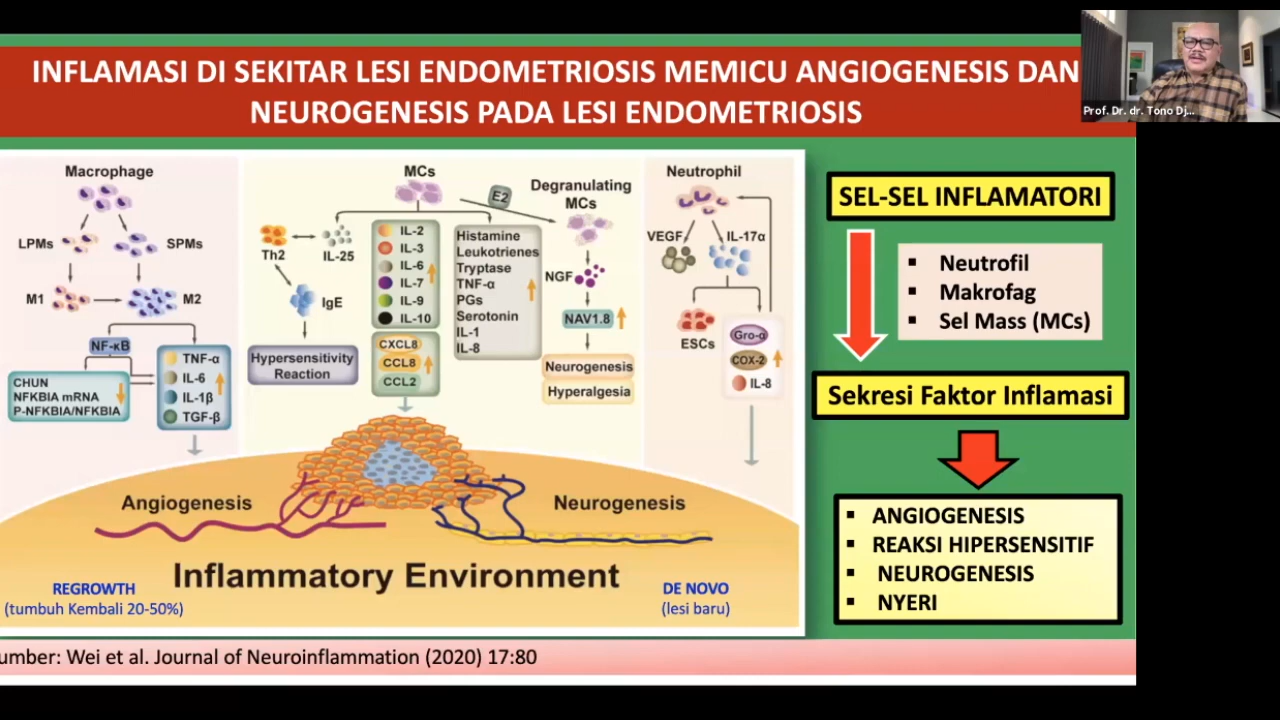 INFLAMASI DI SEKITAR LESI ENDOMETRIOSIS MEMICU ANGIOGENESIS DAN
NEUROGENESIS PADA LESI ENDOMETRIOSIS
Prof. Dr. dr. Tono Dj...
Macrophage
LPMs
SPMs
M1
M2
NF-κB
CHUN
NFKBIA mRNA
P-NFKBIA/NFKBIA
TNF-α
IL-6
IL-1β
TGF-β
MCs
E2
Degranulating
MCs
Th2
IL-25
IgE
Hypersensitivity
Reaction
IL-2
IL-3
IL-6
IL-7
IL-9
IL-10
CXCL8
CCL8
CCL2
Histamine
Leukotrienes
Tryptase
TNF-α
PGs
Serotonin
IL-1
IL-8
NGF
NAV1.8
Neurogenesis
Hyperalgesia
Neutrophil
VEGF
IL-17α
ESCs
Gro-α
COX-2
IL-8
Angiogenesis
Neurogenesis
Inflammatory Environment
REGROWTH
(tumbuh Kembali 20-50%)
DE NOVO
(lesi baru)
SEL-SEL INFLAMATORI
▪ Neutrofil
▪ Makrofag
▪ Sel Mass (MCs)
Sekresi Faktor Inflamasi
▪ ANGIOGENESIS
▪ REAKSI HIPERSENSITIF
▪ NEUROGENESIS
▪ NYERI
umber: Wei et al. Journal of Neuroinflammation (2020) 17:80